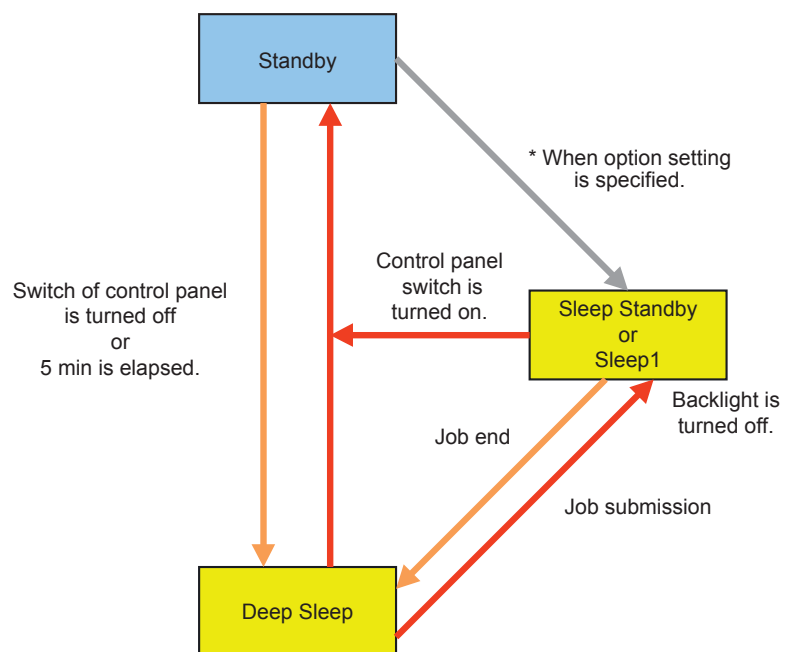 Standby
* When option setting
is specified.
Control panel
switch is
turned on.
Switch of control panel
is turned off
or
5 min is elapsed.
Sleep Standby
or
Sleep1
Backlight is
turned off.
Job end
Job submission
Deep Sleep